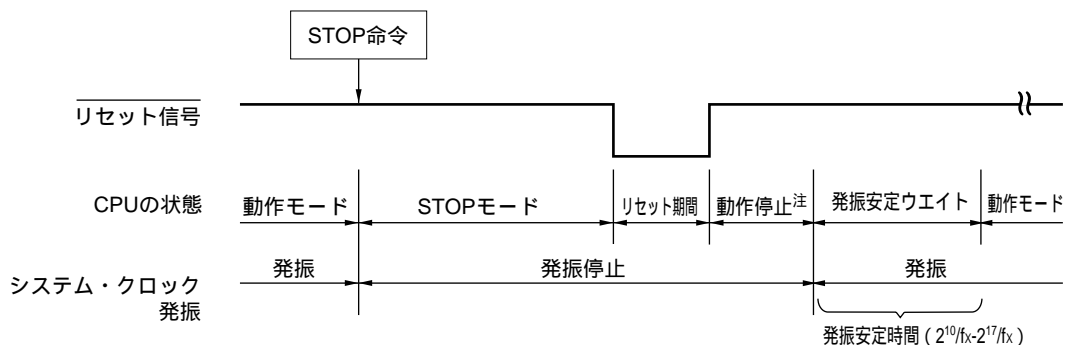 STOP命令
リセット信号
CPUの状態
動作モード
STOPモード
リセット期間
動作停止注
発振安定ウエイト
動作モード
システム・クロック
発振
発振
発振停止
発振
発振安定時間（2¹⁰/fx-2¹⁷/fx）